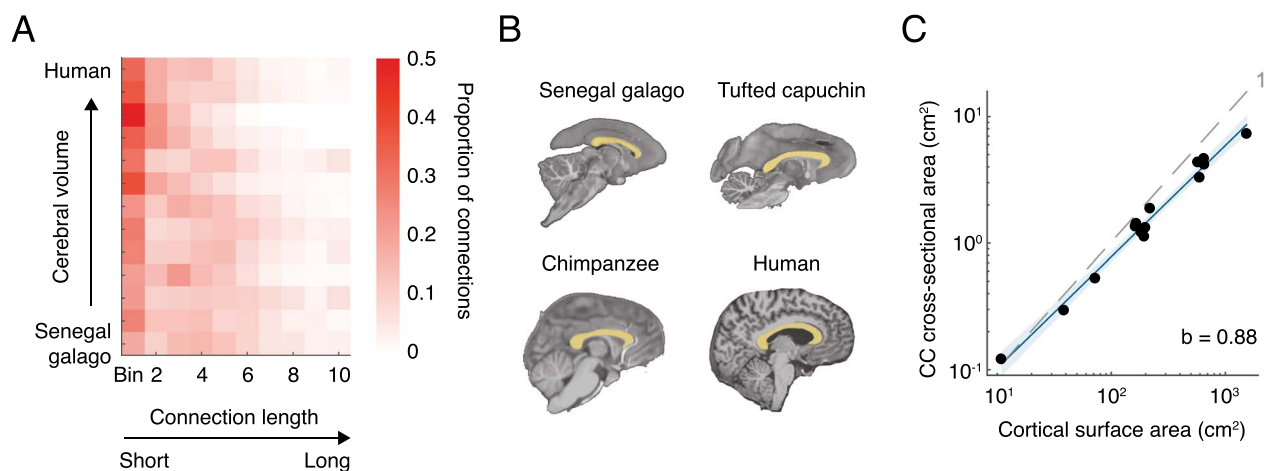 A
Human
Cerebral volume
Senegal
galago
Bin 2 4 6 8 10
Connection length
Short Long
0.5
0.4
0.3
0.2
0.1
0
Proportion of connections
B
Senegal galago Tufted capuchin
Chimpanzee Human
C
1
CC cross-sectional area (cm²)
10¹
10⁰
10⁻¹
b = 0.88
10¹ 10² 10³
Cortical surface area (cm²)